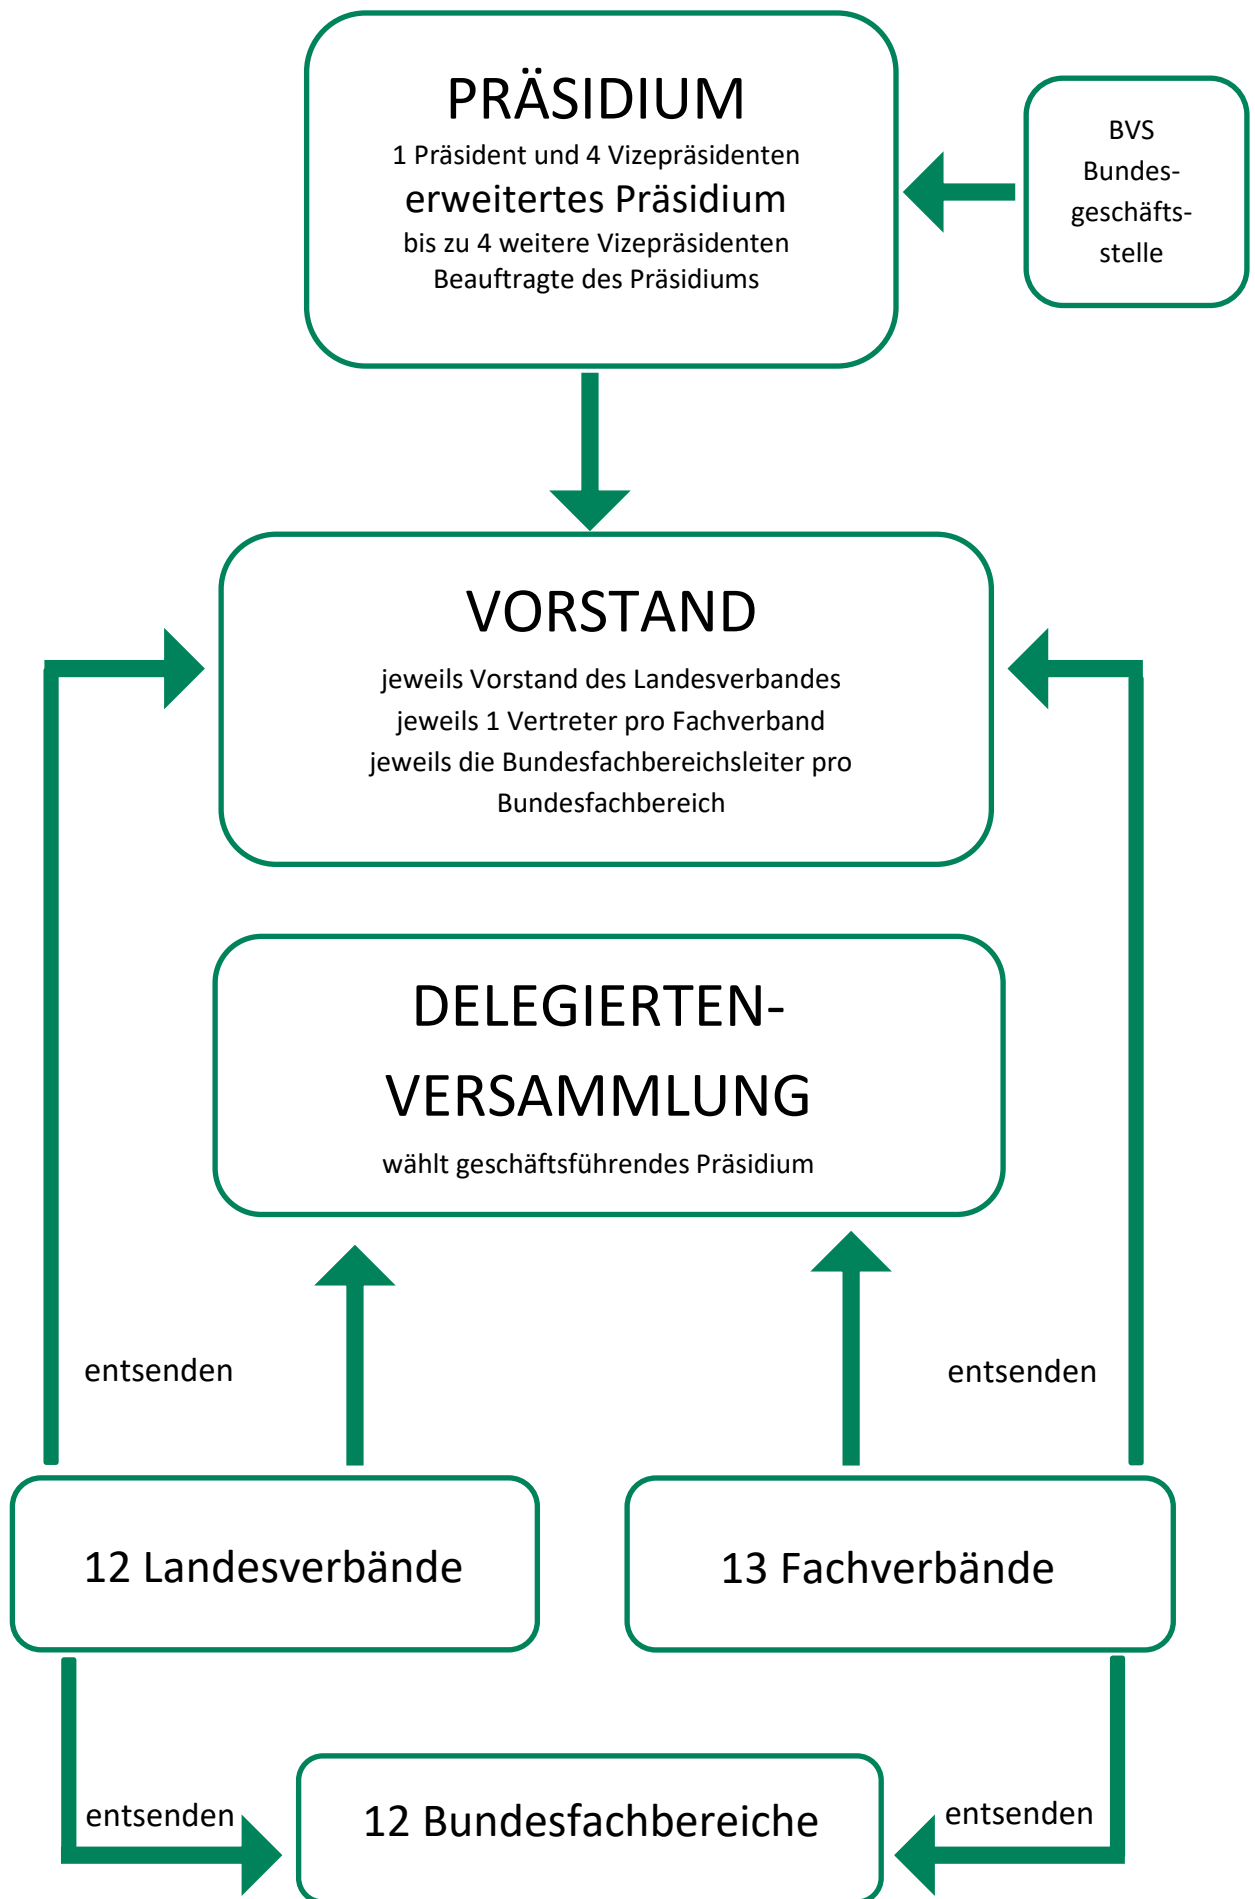 PRÄSIDIUM
1 Präsident und 4 Vizepräsidenten
erweitertes Präsidium
bis zu 4 weitere Vizepräsidenten
Beauftragte des Präsidiums
BVS
Bundes-
geschäfts-
stelle
VORSTAND
jeweils Vorstand des Landesverbandes
jeweils 1 Vertreter pro Fachverband
jeweils die Bundesfachbereichsleiter pro
Bundesfachbereich
DELEGIERTEN-
VERSAMMLUNG
wählt geschäftsführendes Präsidium
entsenden
entsenden
12 Landesverbände
13 Fachverbände
entsenden
12 Bundesfachbereiche
entsenden